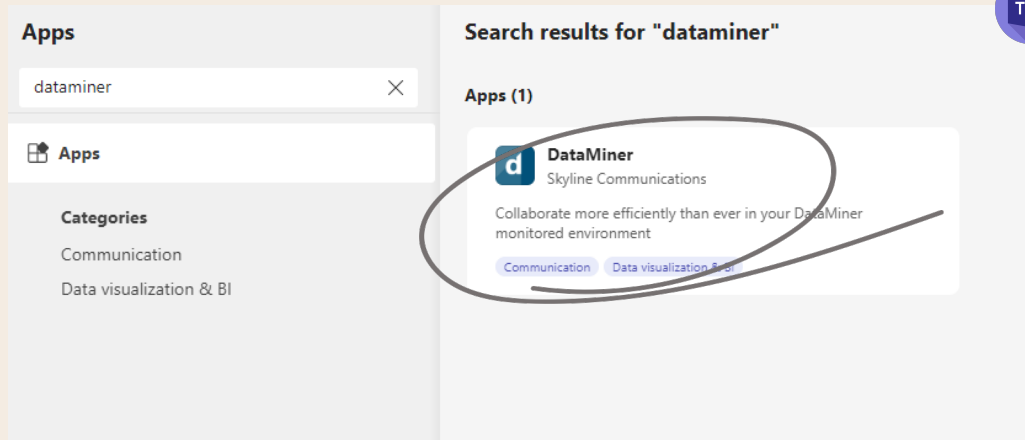 Apps
dataminer
Apps
Categories
Communication
Data visualization & BI
Search results for "dataminer"
Apps (1)
d
DataMiner
Skyline Communications
Collaborate more efficiently than ever in your DataMiner
monitored environment
Communication
Data visualization & BI
T